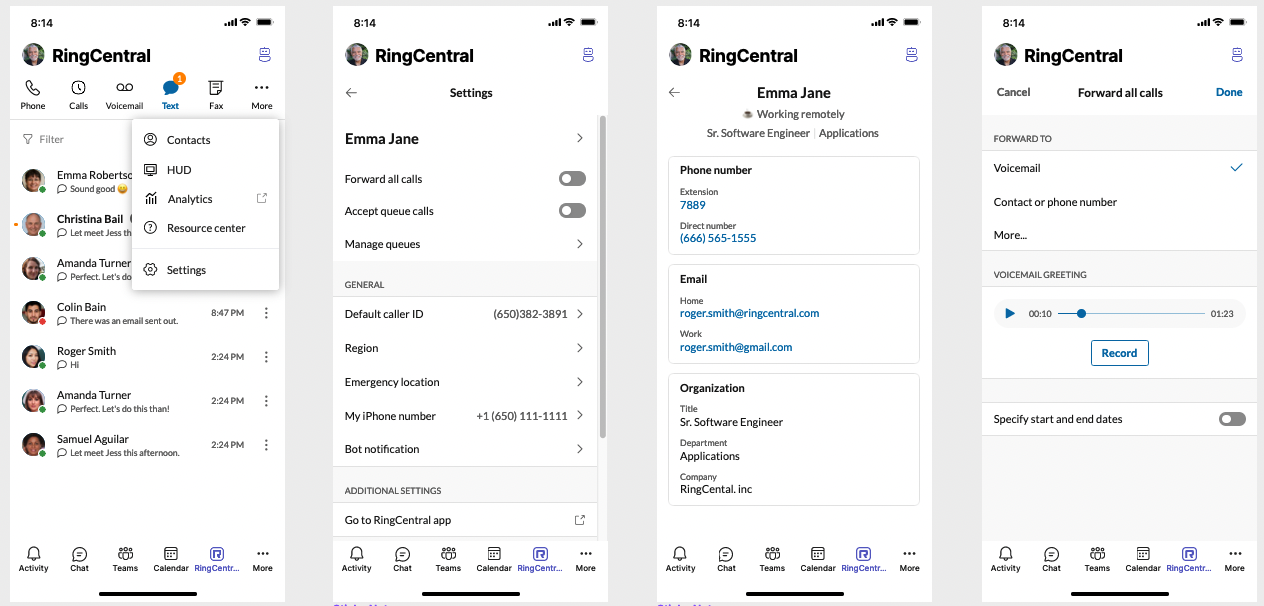 8:14
RingCentral
1
Phone
Calls
Voicemail
Text
Fax
More
Filter
Contacts
HUD
Analytics
Resource center
Settings
Emma Robertso
Sound good 😄
Christina Bail
Let meet Jess th
Amanda Turner
Perfect. Let's do
Colin Bain
There was an email sent out.
8:47 PM
Roger Smith
Hi
2:24 PM
Amanda Turner
Perfect. Let's do this than!
2:24 PM
Samuel Aguilar
Let meet Jess this afternoon.
2:24 PM
Activity
Chat
Teams
Calendar
RingCentr...
More
8:14
RingCentral
Settings
Emma Jane
Forward all calls
Accept queue calls
Manage queues
GENERAL
Default caller ID (650)382-3891
Region
Emergency location
My iPhone number +1 (650) 111-1111
Bot notification
ADDITIONAL SETTINGS
Go to RingCentral app
Activity
Chat
Teams
Calendar
RingCentr...
More
8:14
RingCentral
Emma Jane
☕ Working remotely
Sr. Software Engineer | Applications
Phone number
Extension
7889
Direct number
(666) 565-1555
Email
Home
roger.smith@ringcentral.com
Work
roger.smith@gmail.com
Organization
Title
Sr. Software Engineer
Department
Applications
Company
RingCental. inc
Activity
Chat
Teams
Calendar
RingCentr...
More
8:14
RingCentral
Cancel
Forward all calls
Done
FORWARD TO
Voicemail
Contact or phone number
More...
VOICEMAIL GREETING
00:10
01:23
Record
Specify start and end dates
Activity
Chat
Teams
Calendar
RingCentr...
More